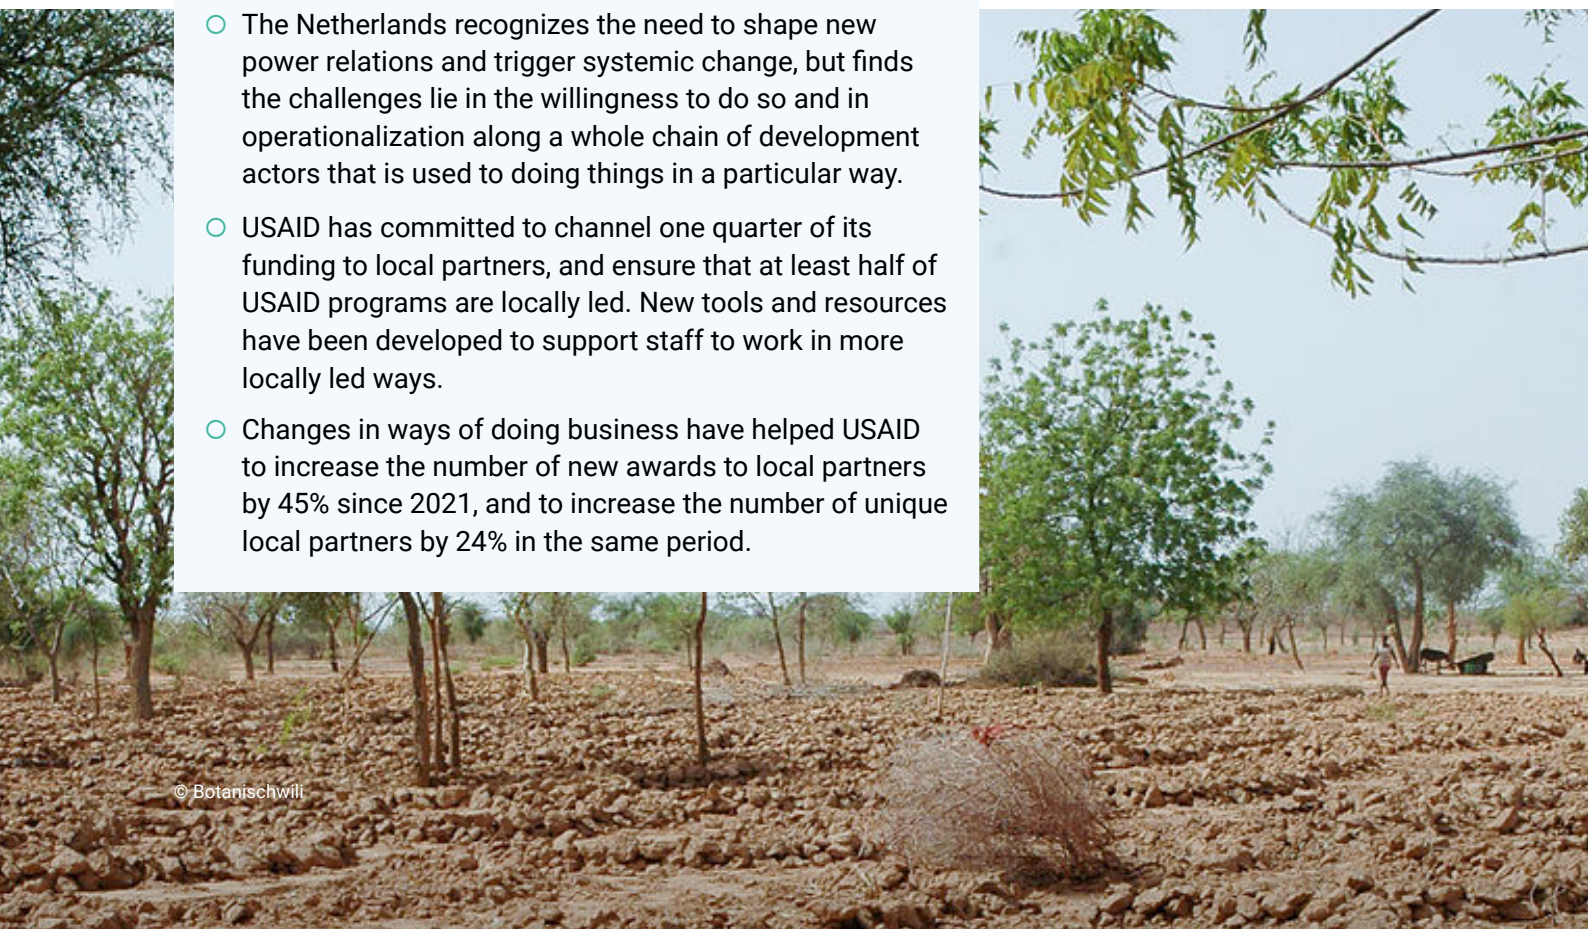 The Netherlands recognizes the need to shape new
power relations and trigger systemic change, but finds
the challenges lie in the willingness to do so and in
operationalization along a whole chain of development
actors that is used to doing things in a particular way.
USAID has committed to channel one quarter of its
funding to local partners, and ensure that at least half of
USAID programs are locally led. New tools and resources
have been developed to support staff to work in more
locally led ways.
Changes in ways of doing business have helped USAID
to increase the number of new awards to local partners
by 45% since 2021, and to increase the number of unique
local partners by 24% in the same period.
© Botanischwili